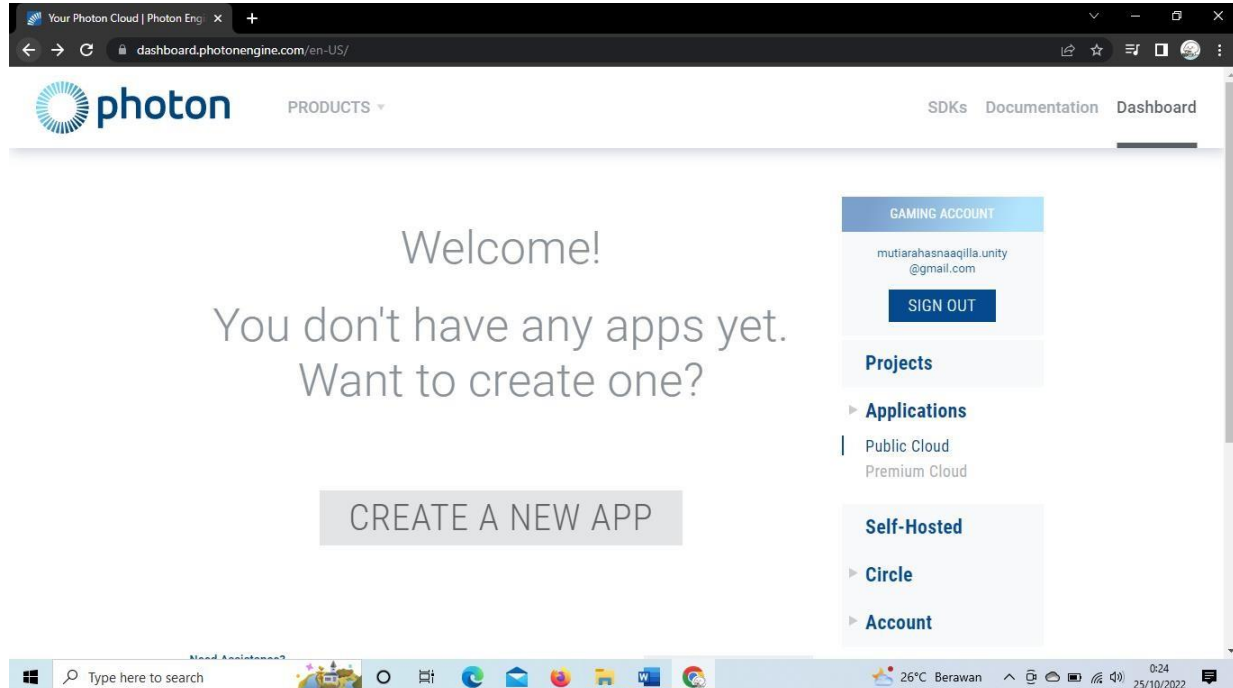 Your Photon Cloud | Photon Engi
dashboard.photonengine.com/en-US/
photon
PRODUCTS
SDKs Documentation Dashboard
GAMING ACCOUNT
mutiarahasnaaqilla.unity
@gmail.com
SIGN OUT
Welcome!
You don't have any apps yet.
Want to create one?
CREATE A NEW APP
Projects
Applications
Public Cloud
Premium Cloud
Self-Hosted
Circle
Account
Need Assistance?
Type here to search
26°C Berawan
0:24
25/10/2022